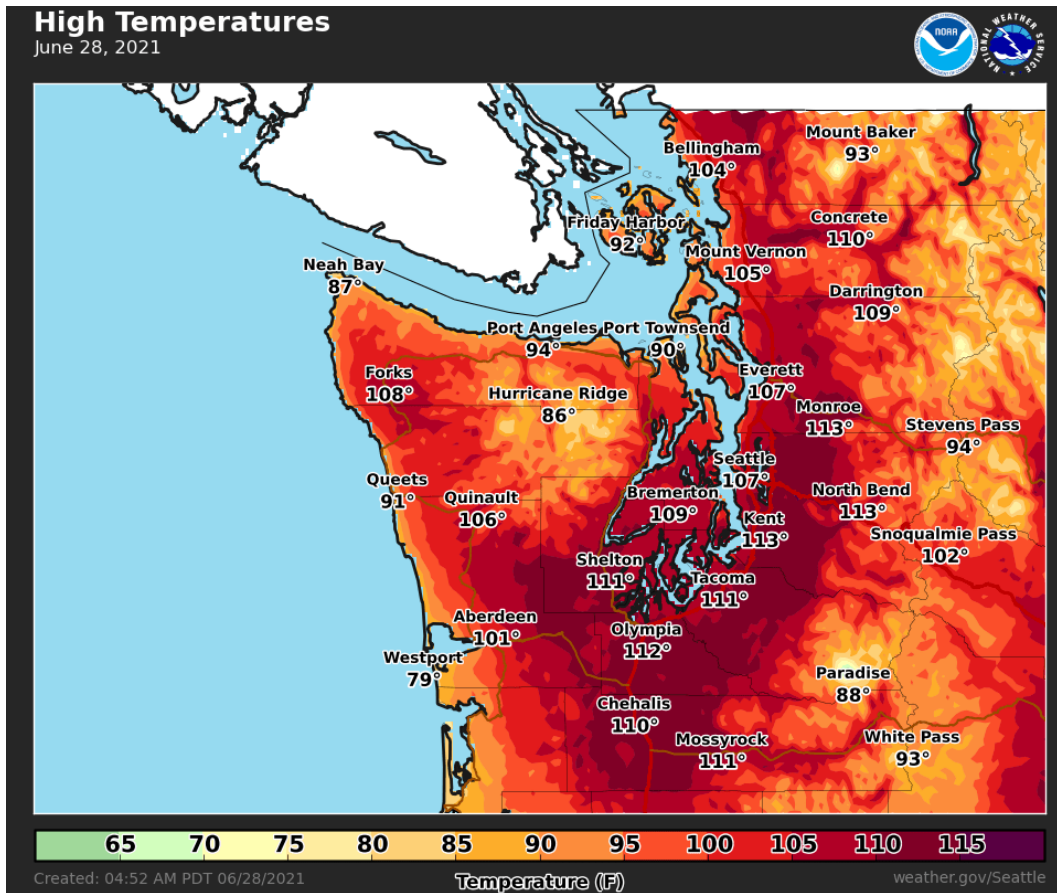 High Temperatures
June 28, 2021
NOAA
NATIONAL WEATHER SERVICE
Mount Baker
93°
Bellingham
104°
Concrete
110°
Friday Harbor
92°
Mount Vernon
105°
Neah Bay
87°
Darrington
109°
Port Angeles
94°
Port Townsend
90°
Forks
108°
Everett
107°
Hurricane Ridge
86°
Monroe
113°
Stevens Pass
94°
Seattle
107°
Queets
91°
Quinault
106°
Bremerton
109°
North Bend
113°
Kent
113°
Snoqualmie Pass
102°
Shelton
111°
Tacoma
111°
Aberdeen
101°
Olympia
112°
Westport
79°
Paradise
88°
Chehalis
110°
Mossyrock
111°
White Pass
93°
65 70 75 80 85 90 95 100 105 110 115
Created: 04:52 AM PDT 06/28/2021
Temperature (F)
weather.gov/Seattle